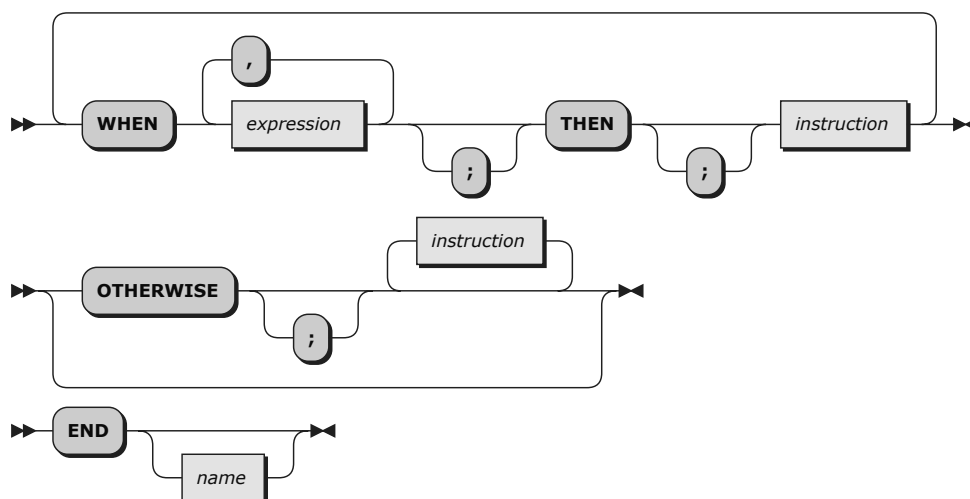 ,
WHEN expression THEN instruction
; ;
instruction
OTHERWISE
;
END
name